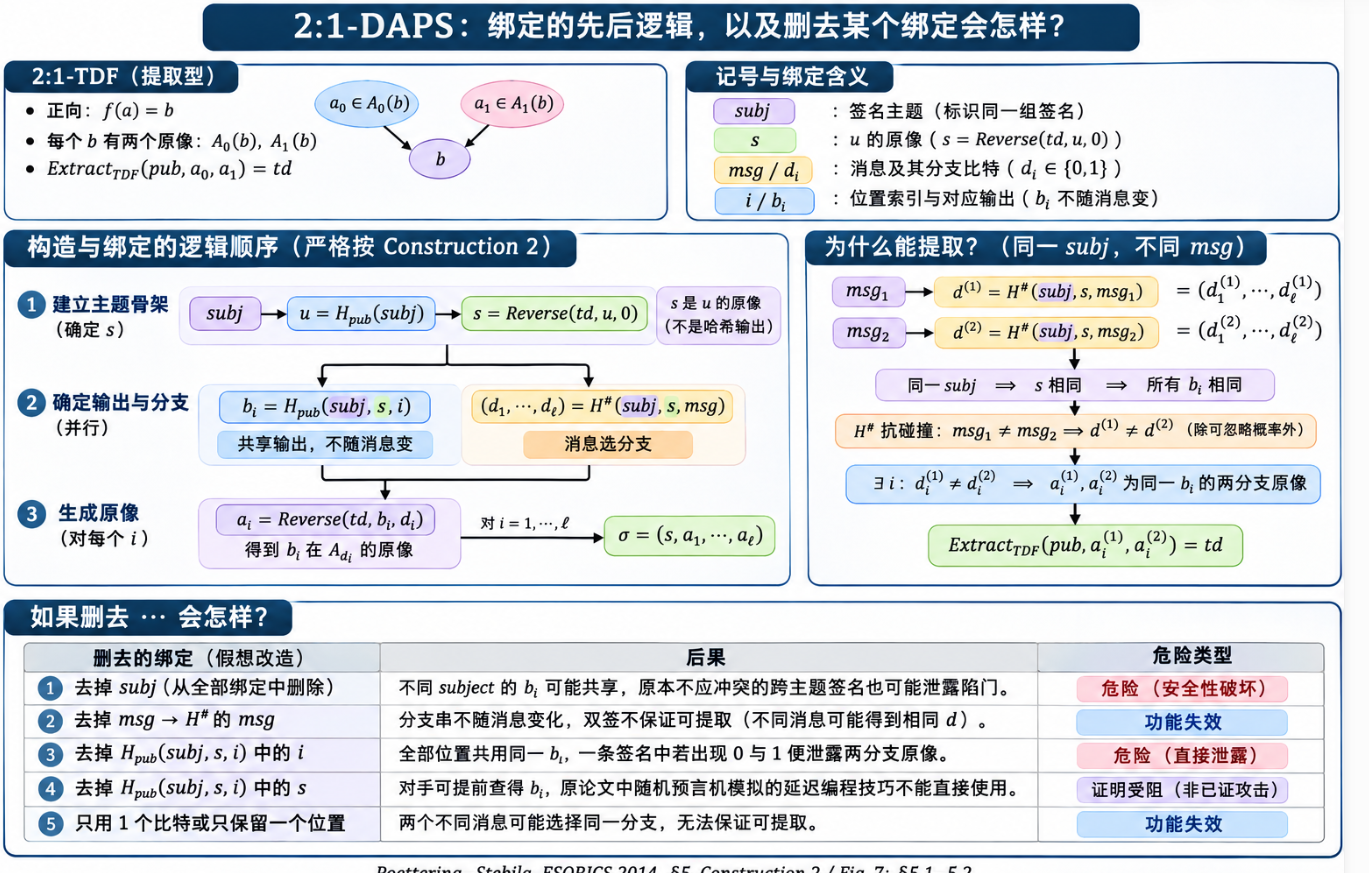 2:1-DAPS：绑定的先后逻辑，以及删去某个绑定会怎样？
2:1-TDF（提取型）
• 正向：f(a) = b
• 每个 b 有两个原像：A₀(b), A₁(b)
• Extract_TDF(pub, a₀, a₁) = td
a₀ ∈ A₀(b)
a₁ ∈ A₁(b)
b
记号与绑定含义
subj ：签名主题（标识同一组签名）
s ：u 的原像（s = Reverse(td, u, 0)）
msg / d_i ：消息及其分支比特（d_i ∈ {0,1}）
i / b_i ：位置索引与对应输出（b_i 不随消息变）
构造与绑定的逻辑顺序（严格按 Construction 2）
1 建立主题骨架
（确定 s）
subj
u = H_pub(subj)
s = Reverse(td, u, 0)
s 是 u 的原像
（不是哈希输出）
2 确定输出与分支
（并行）
b_i = H_pub(subj, s, i)
共享输出，不随消息变
(d₁, ⋯, d_ℓ) = H^#(subj, s, msg)
消息选分支
3 生成原像
（对每个 i）
a_i = Reverse(td, b_i, d_i)
得到 b_i 在 A_{d_i} 的原像
对 i = 1, ⋯, ℓ
σ = (s, a₁, ⋯, a_ℓ)
为什么能提取？（同一 subj，不同 msg）
msg₁ d^(1) = H^#(subj, s, msg₁) = (d₁^(1), ⋯, d_ℓ^(1))
msg₂ d^(2) = H^#(subj, s, msg₂) = (d₁^(2), ⋯, d_ℓ^(2))
同一 subj ⟹ s 相同 ⟹ 所有 b_i 相同
H^# 抗碰撞：msg₁ ≠ msg₂ ⟹ d^(1) ≠ d^(2)（除可忽略概率外）
∃ i：d_i^(1) ≠ d_i^(2) ⟹ a_i^(1), a_i^(2) 为同一 b_i 的两分支原像
Extract_TDF(pub, a_i^(1), a_i^(2)) = td
如果删去 ⋯ 会怎样？
删去的绑定（假想改造） 后果 危险类型
1 去掉 subj（从全部绑定中删除） 不同 subject 的 b_i 可能共享，原本不应冲突的跨主题签名也可能泄露陷门。 危险（安全性破坏）
2 去掉 msg → H^# 的 msg 分支串不随消息变化，双签不保证可提取（不同消息可能得到相同 d）。 功能失效
3 去掉 H_pub(subj, s, i) 中的 i 全部位置共用同一 b_i，一条签名中若出现 0 与 1 便泄露两分支原像。 危险（直接泄露）
4 去掉 H_pub(subj, s, i) 中的 s 对手可提前查得 b_i，原论文中随机预言机模拟的延迟编程技巧不能直接使用。 证明受阻（非已证攻击）
5 只用 1 个比特或只保留一个位置 两个不同消息可能选择同一分支，无法保证可提取。 功能失效